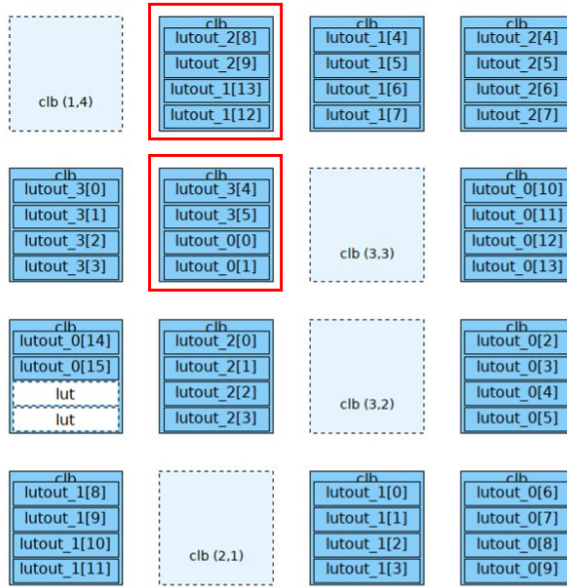 clb (1,4)
clb
lutout_2[8]
lutout_2[9]
lutout_1[13]
lutout_1[12]
clb
lutout_1[4]
lutout_1[5]
lutout_1[6]
lutout_1[7]
clb
lutout_2[4]
lutout_2[5]
lutout_2[6]
lutout_2[7]
clb
lutout_3[0]
lutout_3[1]
lutout_3[2]
lutout_3[3]
clb
lutout_3[4]
lutout_3[5]
lutout_0[0]
lutout_0[1]
clb (3,3)
clb
lutout_0[10]
lutout_0[11]
lutout_0[12]
lutout_0[13]
clb
lutout_0[14]
lutout_0[15]
lut
lut
clb
lutout_2[0]
lutout_2[1]
lutout_2[2]
lutout_2[3]
clb (3,2)
clb
lutout_0[2]
lutout_0[3]
lutout_0[4]
lutout_0[5]
clb
lutout_1[8]
lutout_1[9]
lutout_1[10]
lutout_1[11]
clb (2,1)
clb
lutout_1[0]
lutout_1[1]
lutout_1[2]
lutout_1[3]
clb
lutout_0[6]
lutout_0[7]
lutout_0[8]
lutout_0[9]